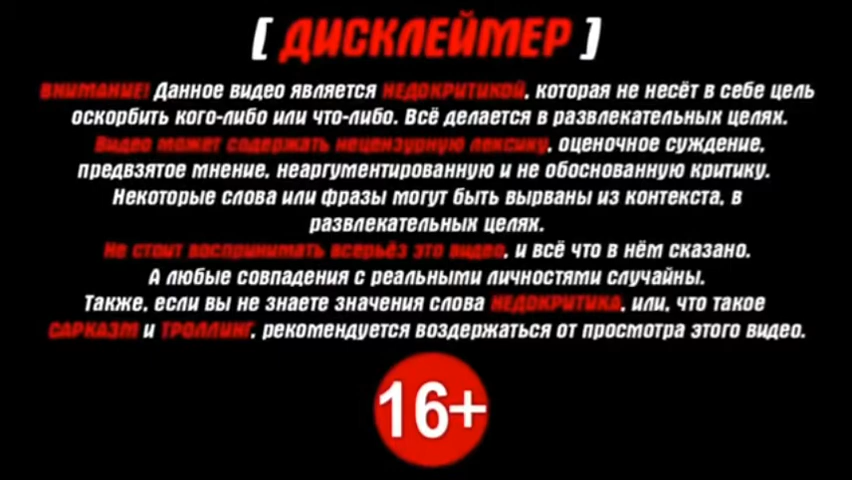 [ ДИСКЛЕЙМЕР ]
ВНИМАНИЕ! Данное видео является НЕДОКРИТИКОЙ, которая не несёт в себе цель
оскорбить кого-либо или что-либо. Всё делается в развлекательных целях.
Видео может содержать нецензурную лексику, оценочное суждение,
предвзятое мнение, неаргументированную и не обоснованную критику.
Некоторые слова или фразы могут быть вырваны из контекста, в
развлекательных целях.
Не стоит воспринимать всерьёз это видео, и всё что в нём сказано.
А любые совпадения с реальными личностями случайны.
Также, если вы не знаете значения слова НЕДОКРИТИКА, или, что такое
САРКАЗМ и ТРОЛЛИНГ, рекомендуется воздержаться от просмотра этого видео.
16+